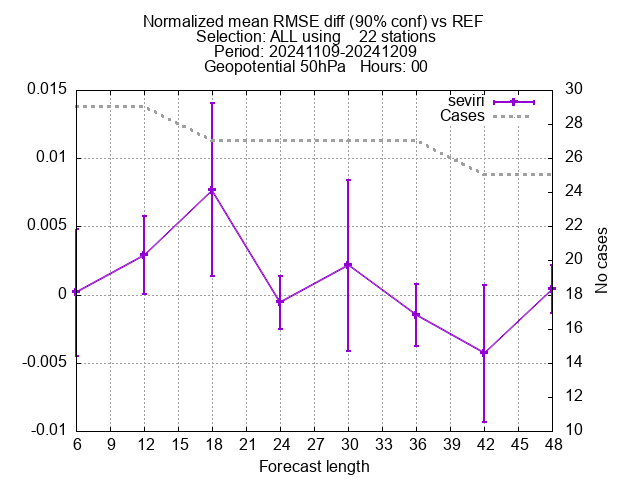 Normalized mean RMSE diff (90% conf) vs REF
Selection: ALL using    22 stations
Period: 20241109-20241209
Geopotential 50hPa   Hours: 00
0.015
0.01
0.005
0
-0.005
-0.01
seviri
Cases
30
28
26
24
22
20
18
16
14
12
10
No cases
6 9 12 15 18 21 24 27 30 33 36 39 42 45 48
Forecast length